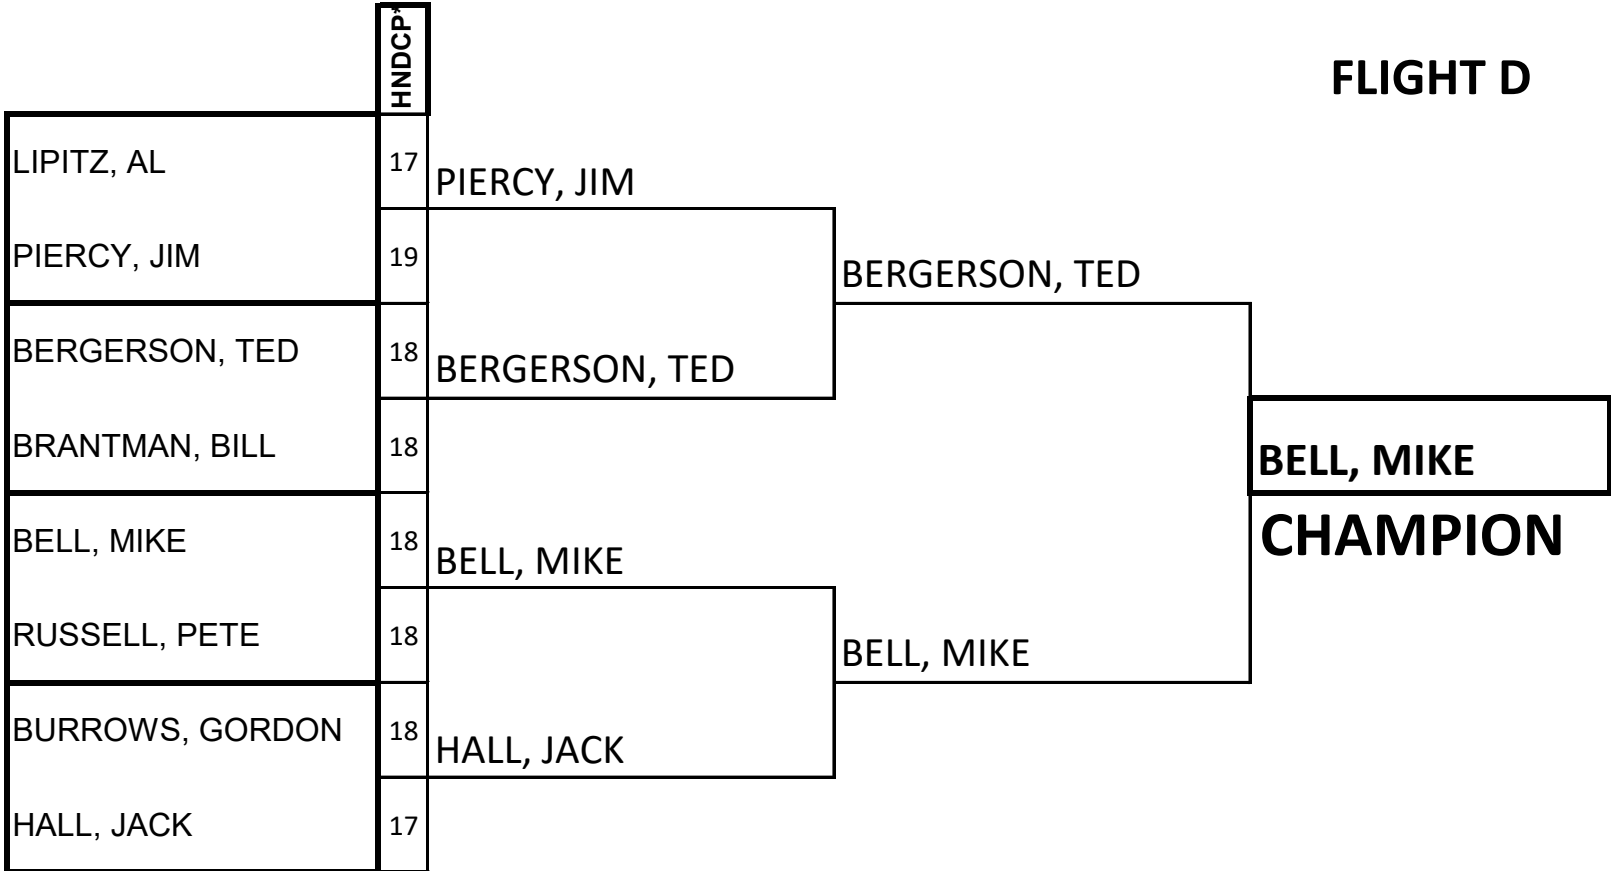 HNDCP*
FLIGHT D
LIPITZ, AL 17
PIERCY, JIM
PIERCY, JIM 19
BERGERSON, TED
BERGERSON, TED 18
BERGERSON, TED
BRANTMAN, BILL 18
BELL, MIKE
CHAMPION
BELL, MIKE 18
BELL, MIKE
RUSSELL, PETE 18
BELL, MIKE
BURROWS, GORDON 18
HALL, JACK
HALL, JACK 17